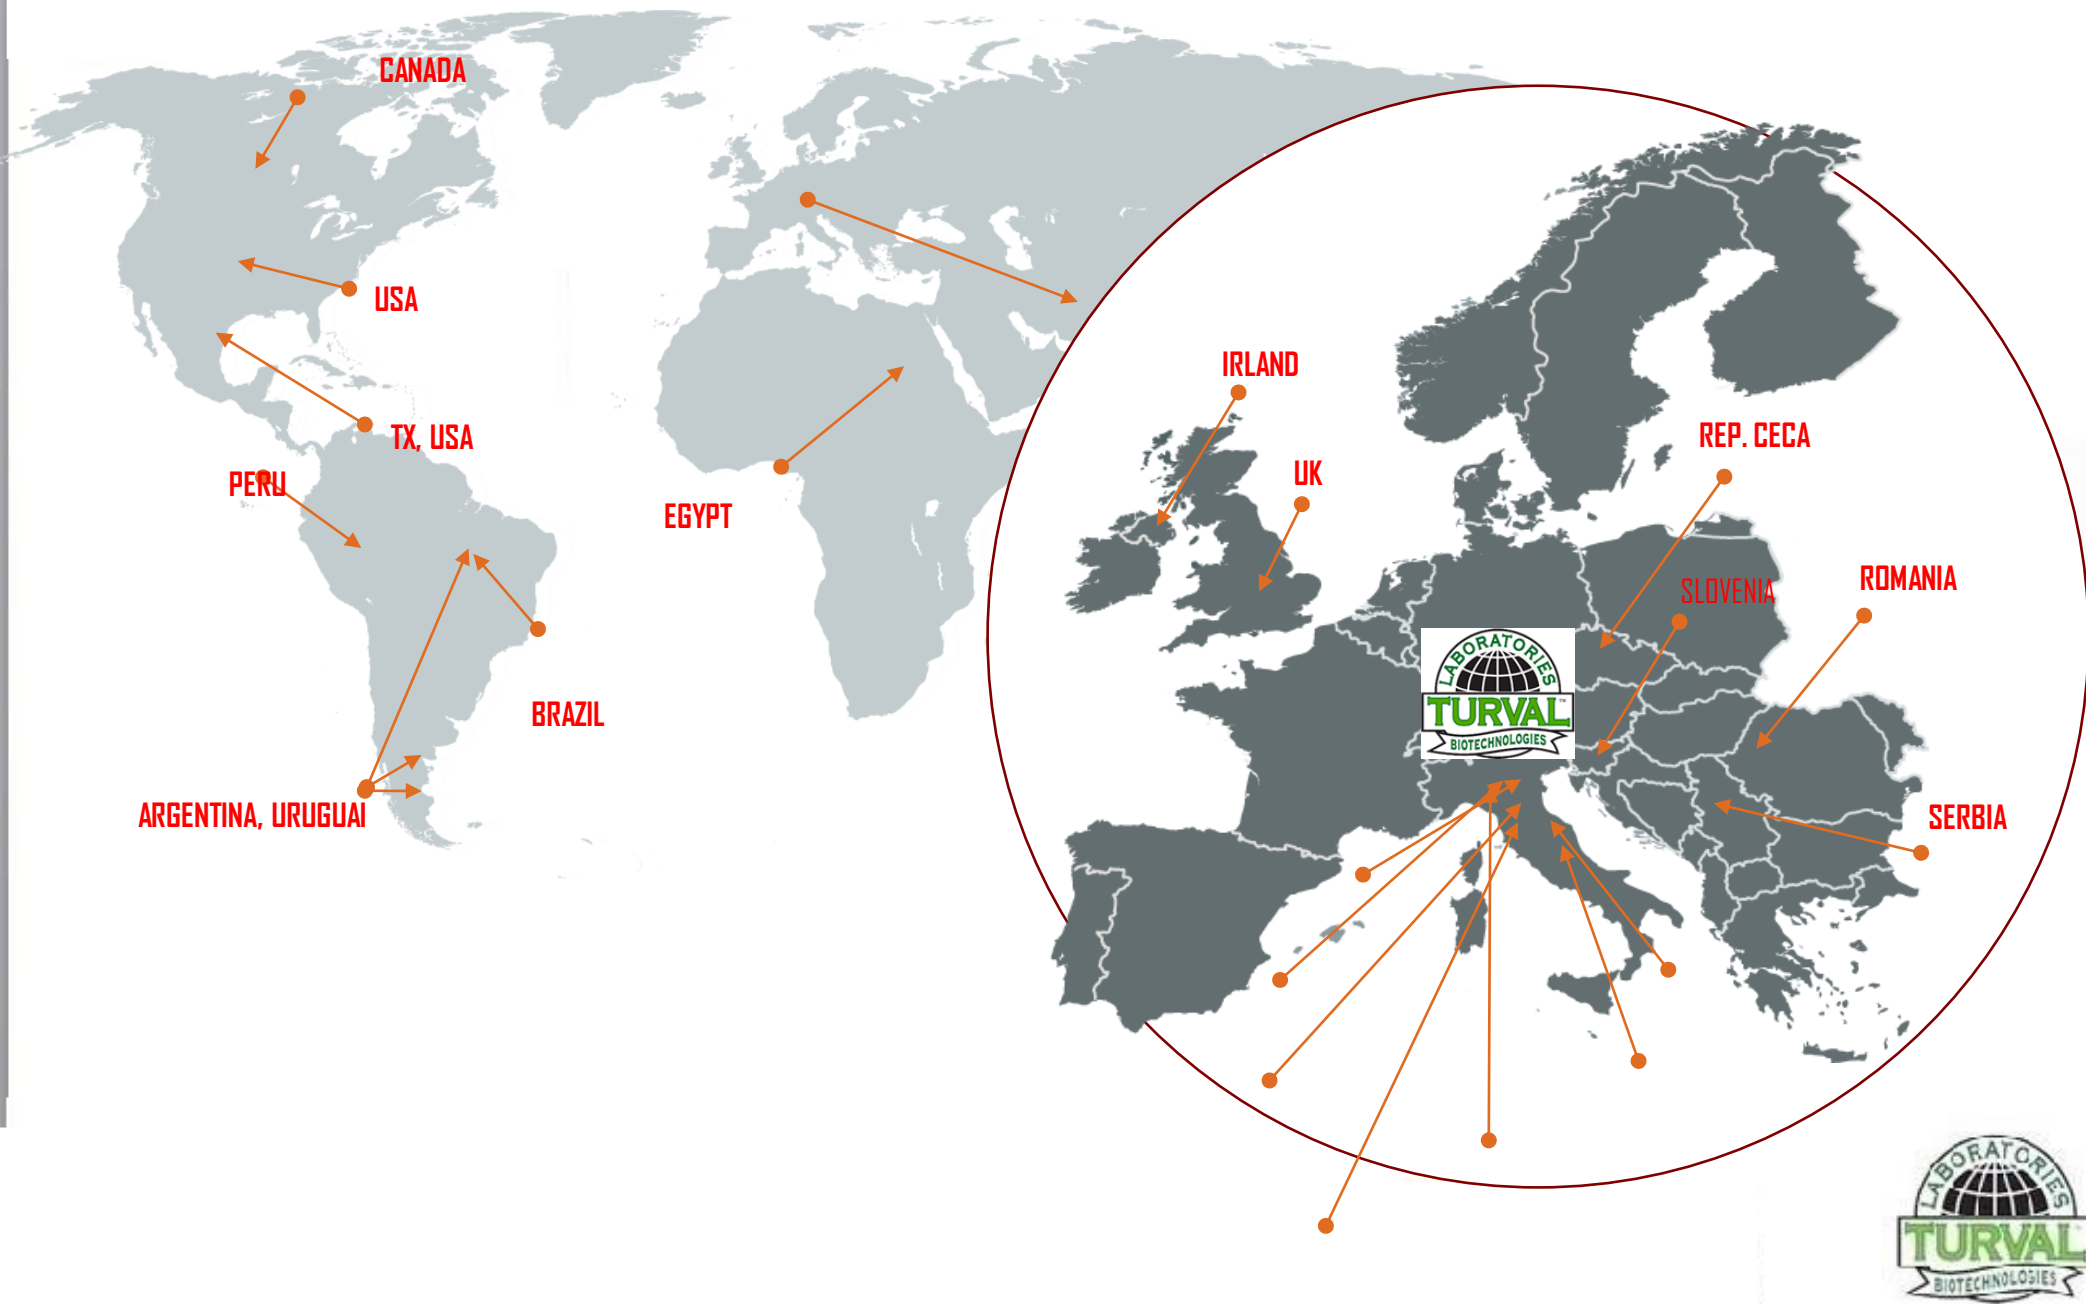 CANADA
USA
TX, USA
PERU
EGYPT
BRAZIL
ARGENTINA, URUGUAI
IRLAND
UK
REP. CECA
SLOVENIA
ROMANIA
SERBIA
LABORATORIES
TURVAL™
BIOTECHNOLOGIES
LABORATORIES
TURVAL
BIOTECHNOLOGIES